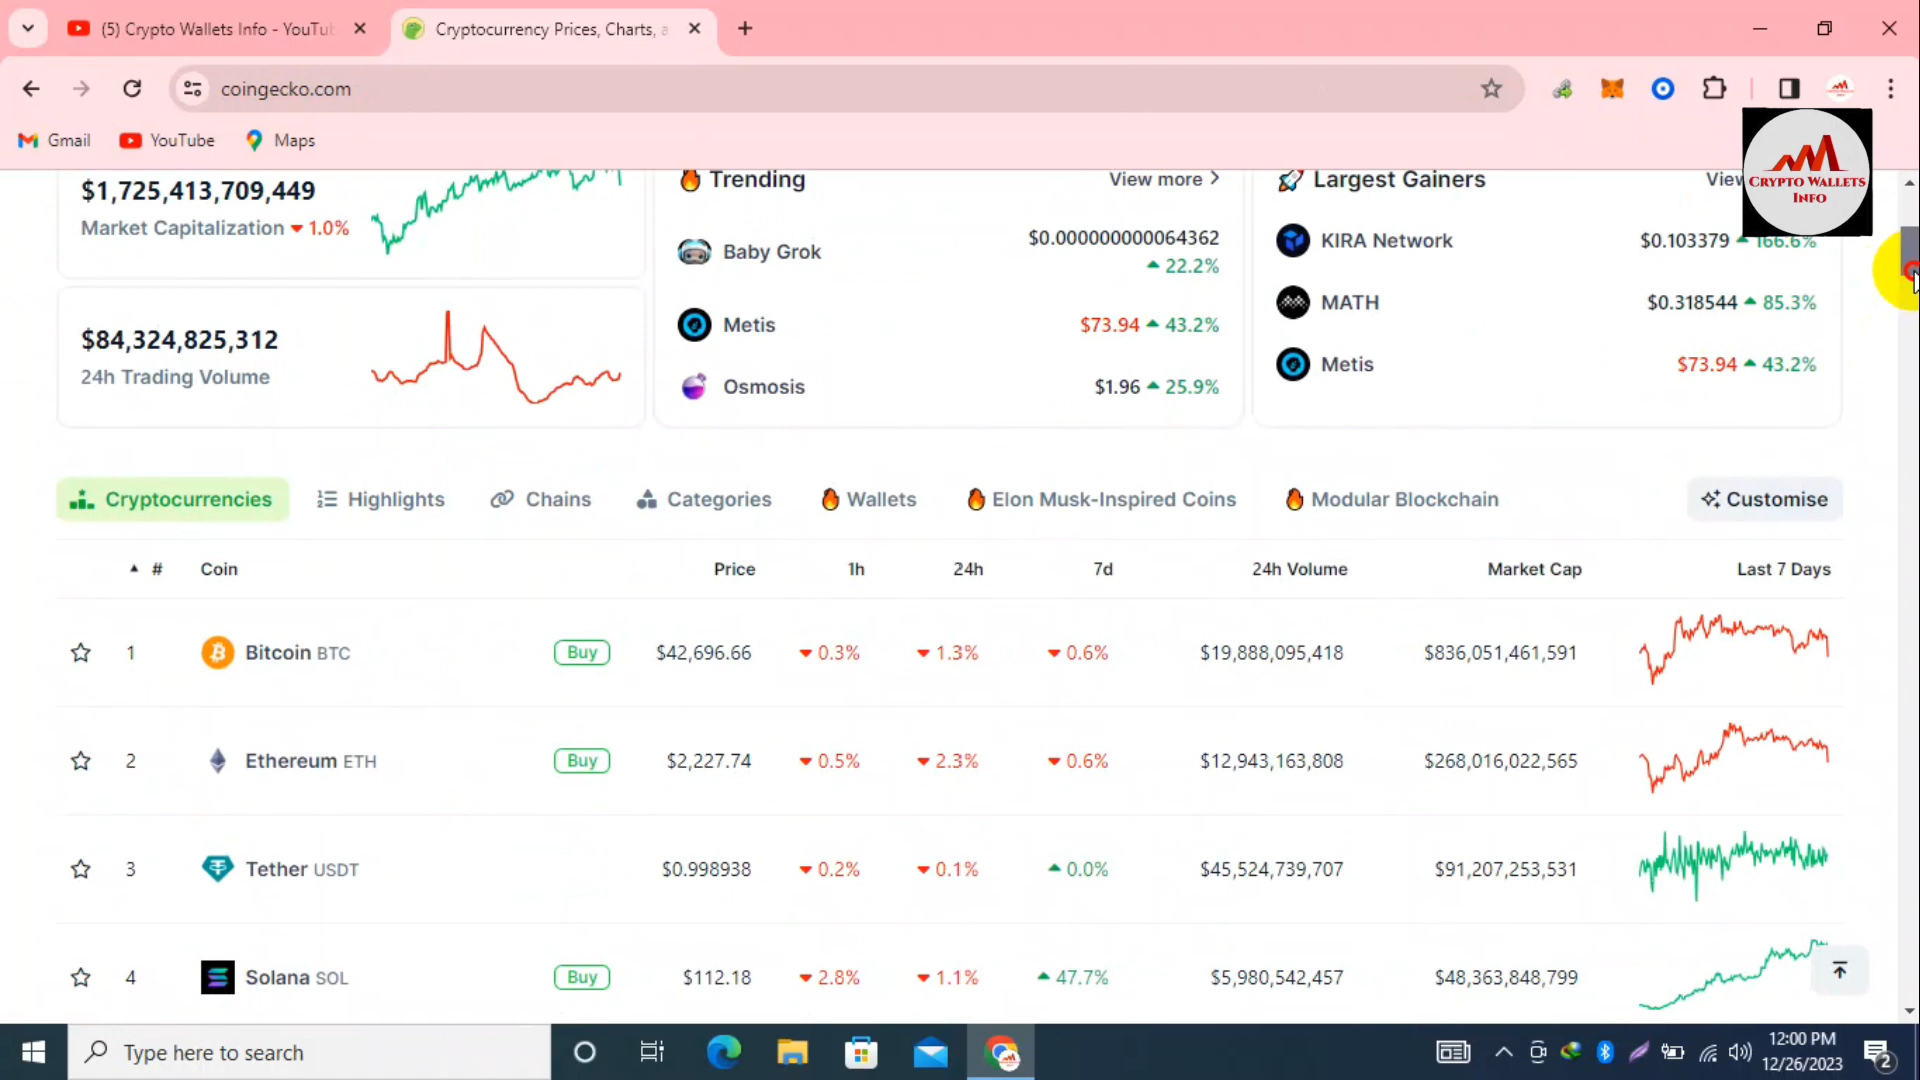 (5) Crypto Wallets Info - YouTu
Cryptocurrency Prices, Charts, a
coingecko.com
Gmail YouTube Maps
CRYPTO WALLETS
INFO
$1,725,413,709,449
Market Capitalization 1.0%
$84,324,825,312
24h Trading Volume
Trending View more
Baby Grok $0.000000000064362
22.2%
Metis $73.94 43.2%
Osmosis $1.96 25.9%
Largest Gainers View
KIRA Network $0.103379 166.6%
MATH $0.318544 85.3%
Metis $73.94 43.2%
Cryptocurrencies Highlights Chains Categories Wallets Elon Musk-Inspired Coins Modular Blockchain Customise
# Coin Price 1h 24h 7d 24h Volume Market Cap Last 7 Days
1 Bitcoin BTC Buy $42,696.66 0.3% 1.3% 0.6% $19,888,095,418 $836,051,461,591
2 Ethereum ETH Buy $2,227.74 0.5% 2.3% 0.6% $12,943,163,808 $268,016,022,565
3 Tether USDT $0.998938 0.2% 0.1% 0.0% $45,524,739,707 $91,207,253,531
4 Solana SOL Buy $112.18 2.8% 1.1% 47.7% $5,980,542,457 $48,363,848,799
Type here to search
12:00 PM
12/26/2023
2